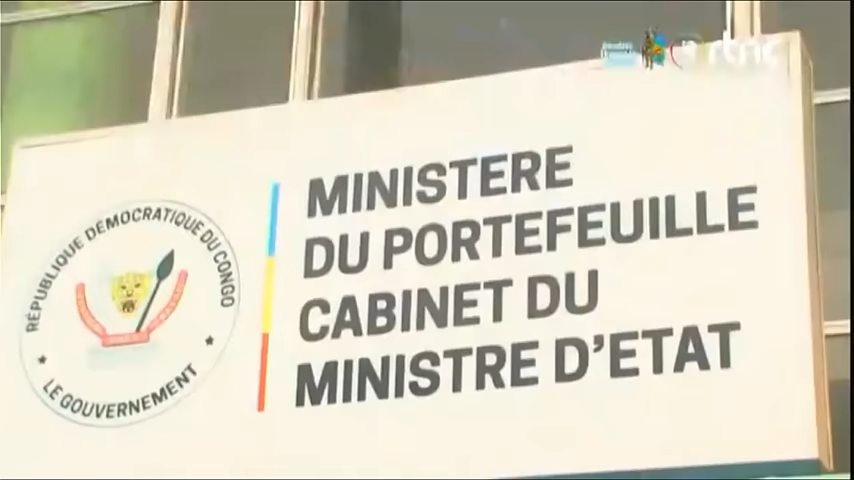 rtnc
MINISTERE
DU PORTEFEUILLE
CABINET DU
MINISTRE D'ETAT
RÉPUBLIQUE DÉMOCRATIQUE DU CONGO
LE GOUVERNEMENT